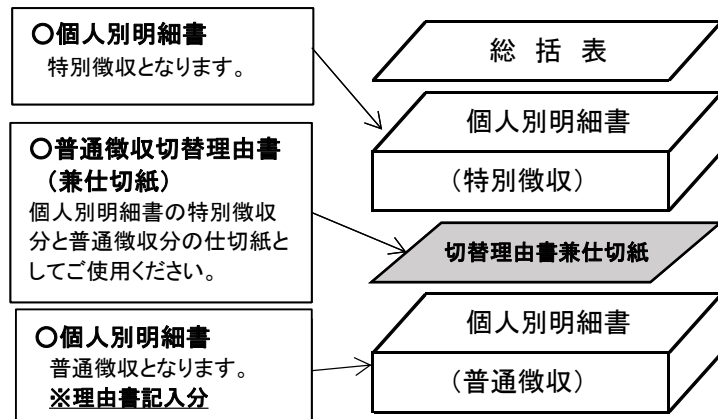 〇個人別明細書
特別徴収となります。
〇普通徴収切替理由書
（兼仕切紙）
個人別明細書の特別徴収
分と普通徴収分の仕切紙と
してご使用ください。
〇個人別明細書
普通徴収となります。
※理由書記入分
総 括 表
個人別明細書
（特別徴収）
切替理由書兼仕切紙
個人別明細書
（普通徴収）